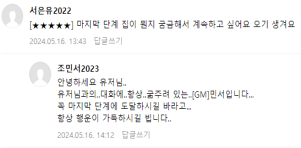 서은유2022
[★★★★★] 마지막 단계 집이 뭔지 궁금해서 계속하고 싶어요 오기 생겨요
2024.05.16. 13:43 답글쓰기
조민서2023
안녕하세요 유저님..
유저님과의..대화에..항상..굶주려 있는..[GM]민서입니다...
꼭 마지막 단계에 도달하시길 바라고,,,
항상 행운이 가득하시길 빕니다..
2024.05.16. 14:12 답글쓰기